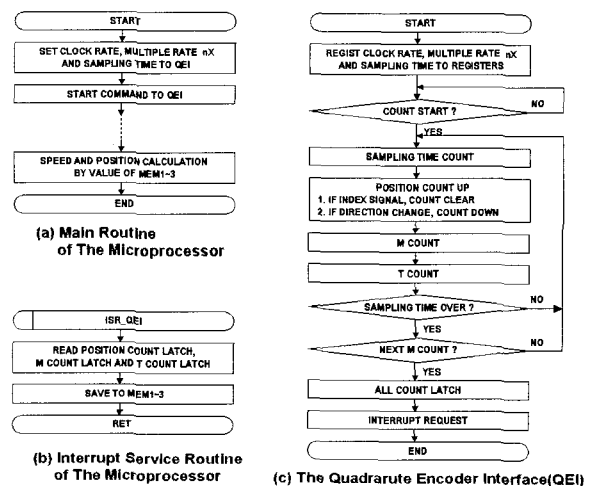 START
SET CLOCK RATE, MULTIPLE RATE nX
AND SAMPLING TIME TO QEI
START COMMAND TO QEI
SPEED AND POSITION CALCULATION
BY VALUE OF MEM1~3
END
(a) Main Routine
of The Microprocessor
ISR_QEI
READ POSITION COUNT LATCH,
M COUNT LATCH AND T COUNT LATCH
SAVE TO MEM1~3
RET
(b) Interrupt Service Routine
of The Microprocessor
START
REGIST CLOCK RATE, MULTIPLE RATE nX
AND SAMPLING TIME TO REGISTERS
COUNT START ?
NO
YES
SAMPLING TIME COUNT
POSITION COUNT UP
1. IF INDEX SIGNAL, COUNT CLEAR
2. IF DIRECTION CHANGE, COUNT DOWN
M COUNT
T COUNT
SAMPLING TIME OVER ?
NO
YES
NEXT M COUNT ?
NO
YES
ALL COUNT LATCH
INTERRUPT REQUEST
END
(c) The Quadrarute Encoder Interface(QEI)